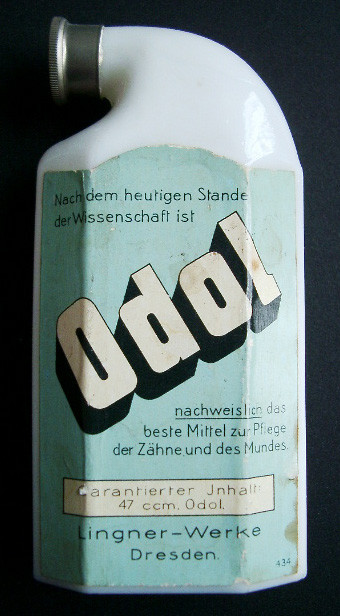 Nach dem heutigen Stande
der Wissenschaft ist
Odol
nachweislich das
beste Mittel zur Pflege
der Zähne und des Mundes.
Garantierter Jnhalt:
47 ccm. Odol.
Lingner-Werke
Dresden.
434